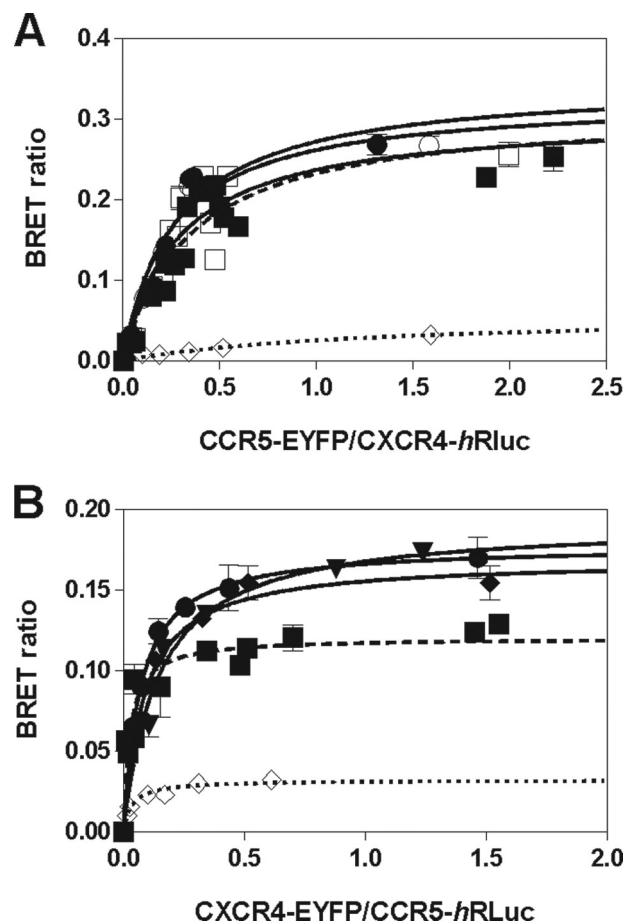 A
0.4
0.3
0.2
0.1
0.0
BRET ratio
0.0 0.5 1.0 1.5 2.0 2.5
CCR5-EYFP/CXCR4-hRluc
B
0.20
0.15
0.10
0.05
0.00
BRET ratio
0.0 0.5 1.0 1.5 2.0
CXCR4-EYFP/CCR5-hRLuc